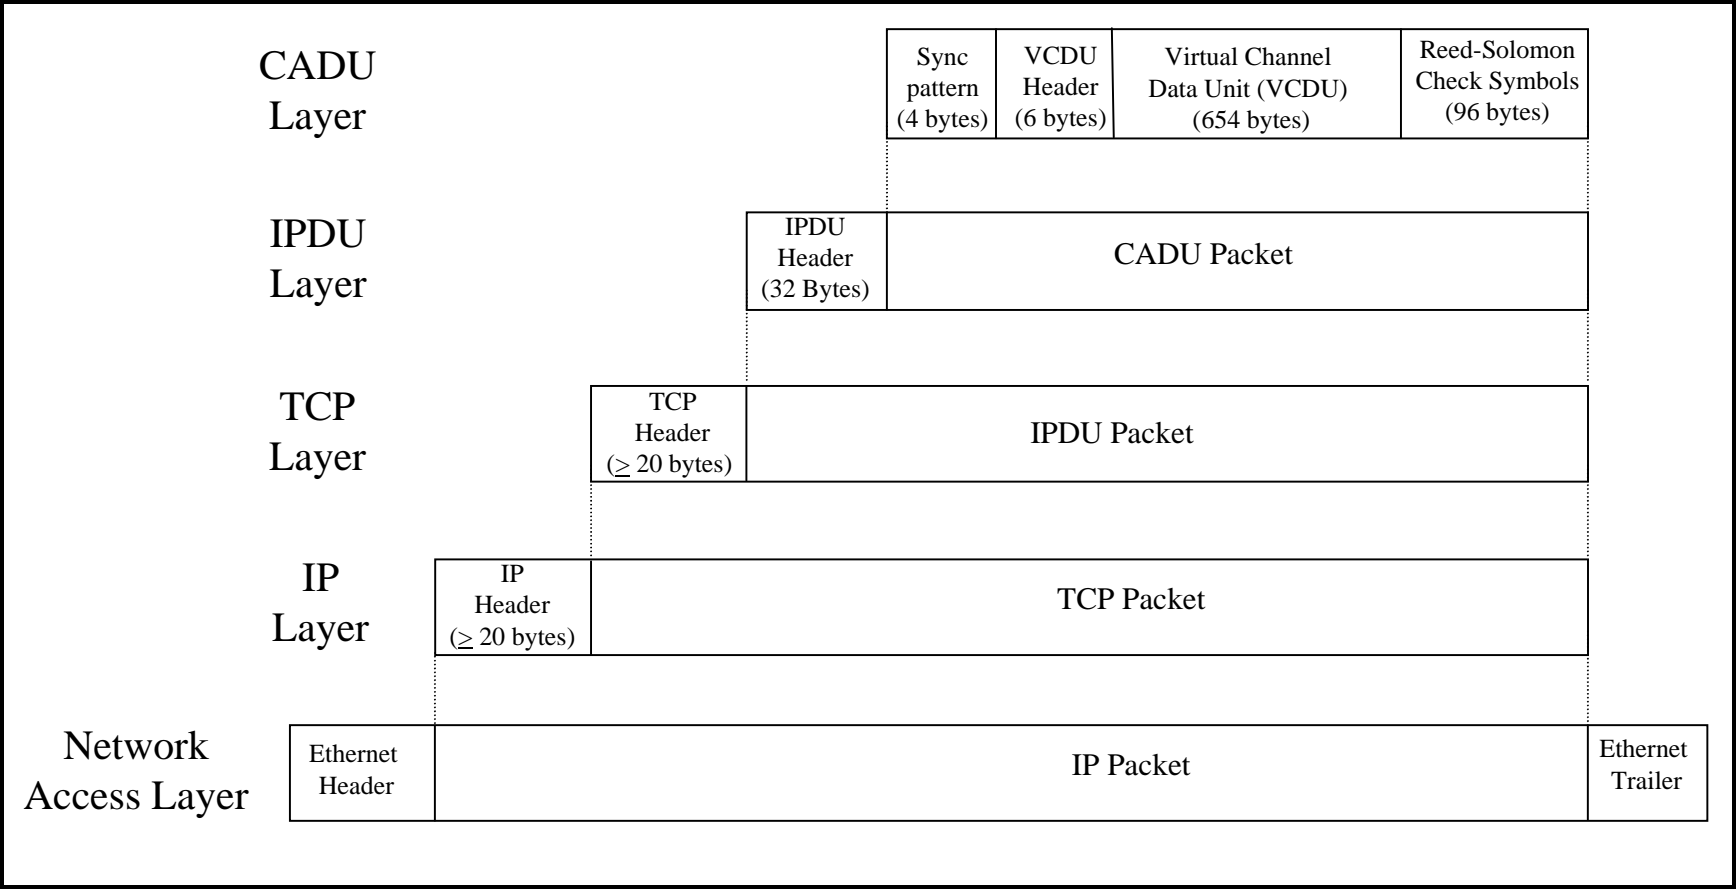 CADU
Layer
Sync
pattern
(4 bytes)
VCDU
Header
(6 bytes)
Virtual Channel
Data Unit (VCDU)
(654 bytes)
Reed-Solomon
Check Symbols
(96 bytes)
IPDU
Layer
IPDU
Header
(32 Bytes)
CADU Packet
TCP
Layer
TCP
Header
(≥ 20 bytes)
IPDU Packet
IP
Layer
IP
Header
(≥ 20 bytes)
TCP Packet
Network
Access Layer
Ethernet
Header
IP Packet
Ethernet
Trailer